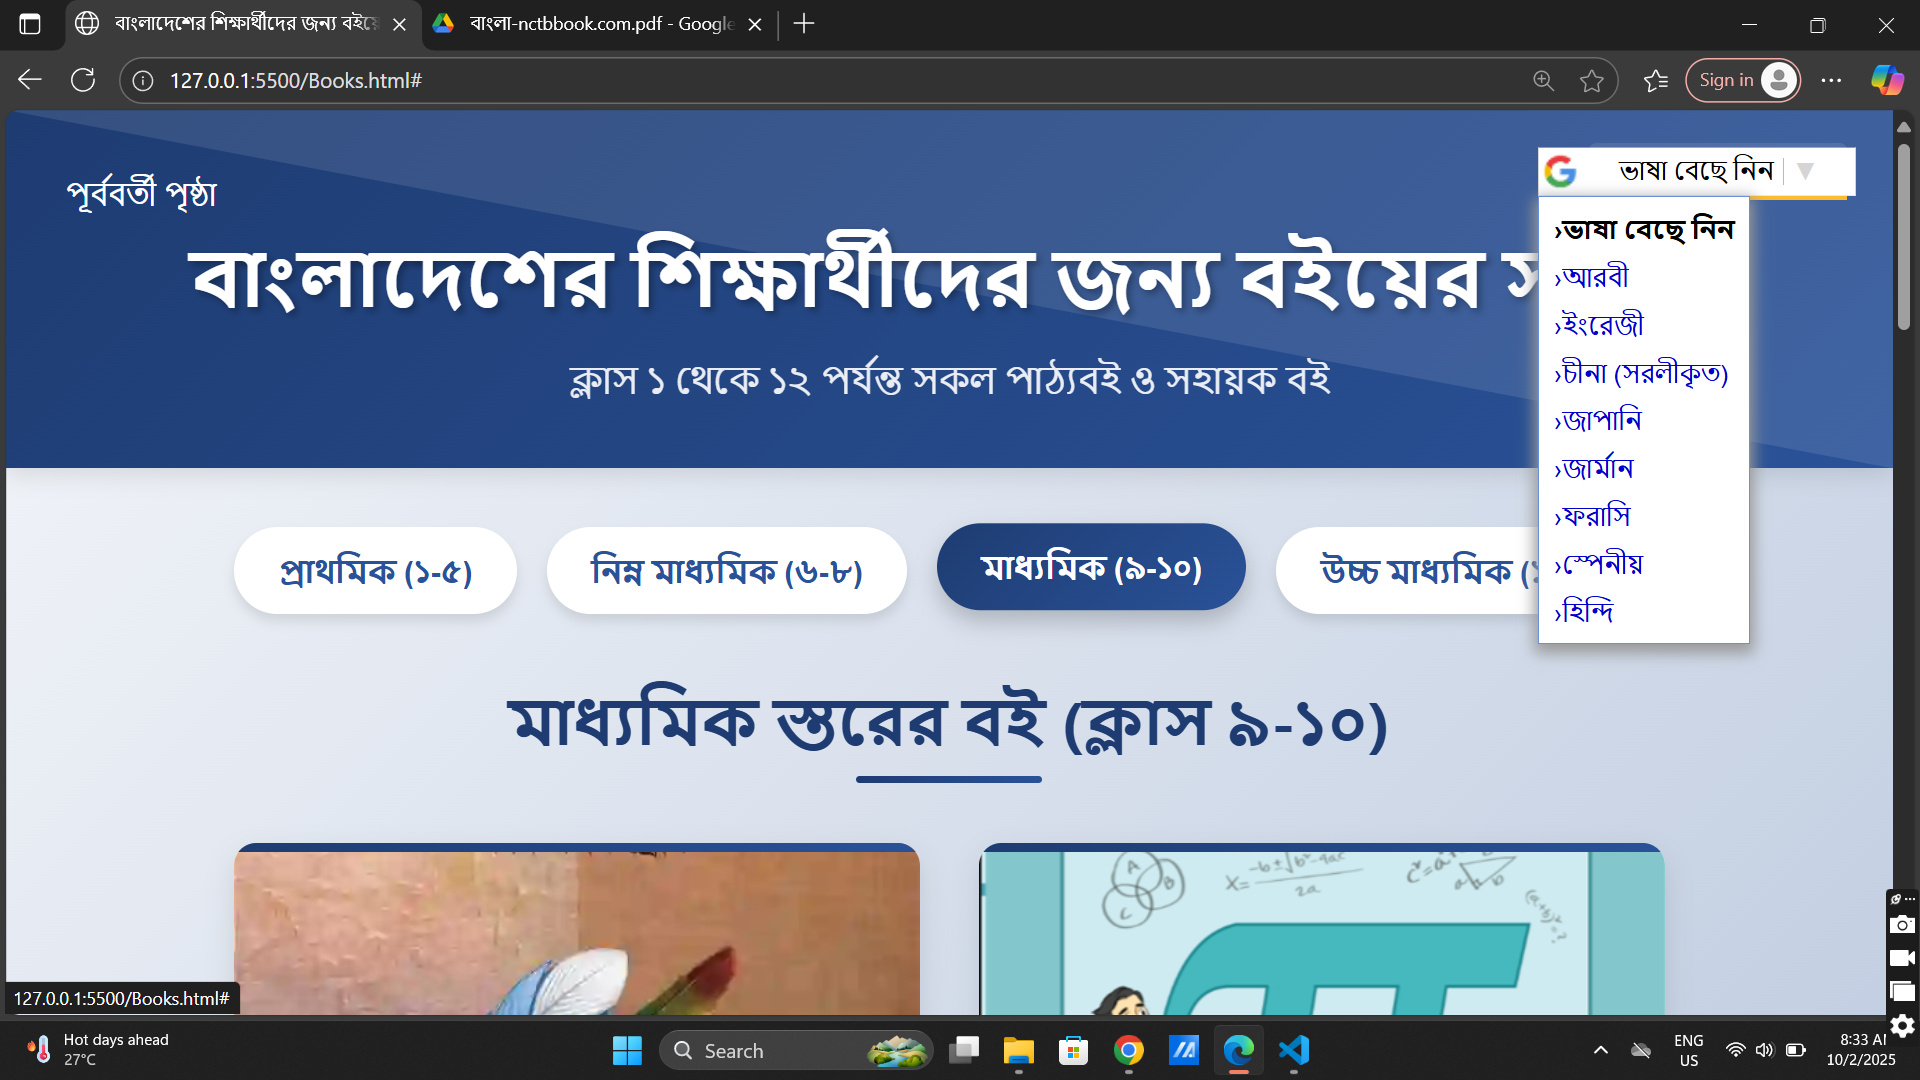 বাংলাদেশের শিক্ষার্থীদের জন্য বইয়ে
বাংলা-nctbbook.com.pdf - Google
127.0.0.1:5500/Books.html#
Sign in
পূর্ববর্তী পৃষ্ঠা
ভাষা বেছে নিন ▼
›ভাষা বেছে নিন
›আরবী
›ইংরেজী
›চীনা (সরলীকৃত)
›জাপানি
›জার্মান
›ফরাসি
›স্পেনীয়
›হিন্দি
বাংলাদেশের শিক্ষার্থীদের জন্য বইয়ের
ক্লাস ১ থেকে ১২ পর্যন্ত সকল পাঠ্যবই ও সহায়ক বই
প্রাথমিক (১-৫)
নিম্ন মাধ্যমিক (৬-৮)
মাধ্যমিক (৯-১০)
উচ্চ মাধ্যমিক (
মাধ্যমিক স্তরের বই (ক্লাস ৯-১০)
127.0.0.1:5500/Books.html#
Hot days ahead
27°C
Search
ENG
US
8:33 AM
10/2/2025